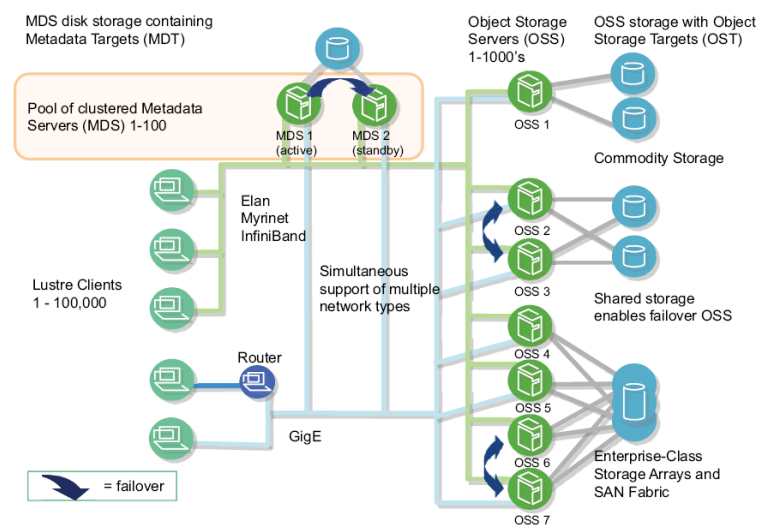 MDS disk storage containing
Metadata Targets (MDT)
Object Storage
Servers (OSS)
1-1000's
OSS storage with Object
Storage Targets (OST)
Pool of clustered Metadata
Servers (MDS) 1-100
MDS 1
(active)
MDS 2
(standby)
OSS 1
Commodity Storage
Elan
Myrinet
InfiniBand
OSS 2
Simultaneous
support of multiple
network types
OSS 3
Lustre Clients
1 - 100,000
Shared storage
enables failover OSS
OSS 4
Router
OSS 5
GigE
OSS 6
Enterprise-Class
Storage Arrays and
SAN Fabric
= failover
OSS 7